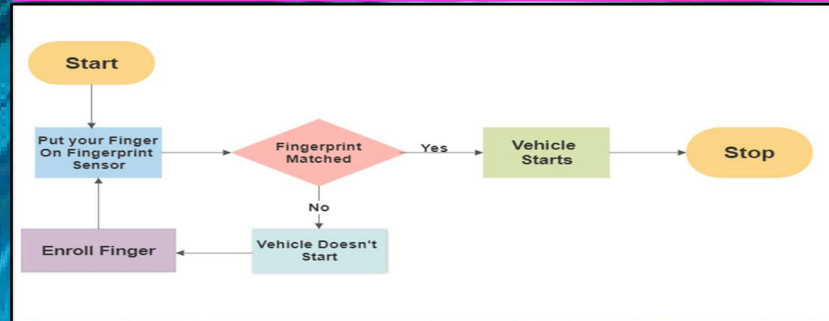 Start
Put your Finger
On Fingerprint
Sensor
Fingerprint
Matched
Yes
Vehicle
Starts
Stop
No
Vehicle Doesn't
Start
Enroll Finger